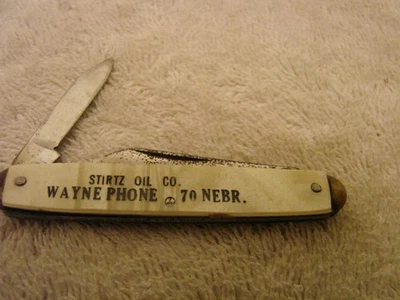 STIRTZ OIL CO.
WAYNE PHONE 70 NEBR.